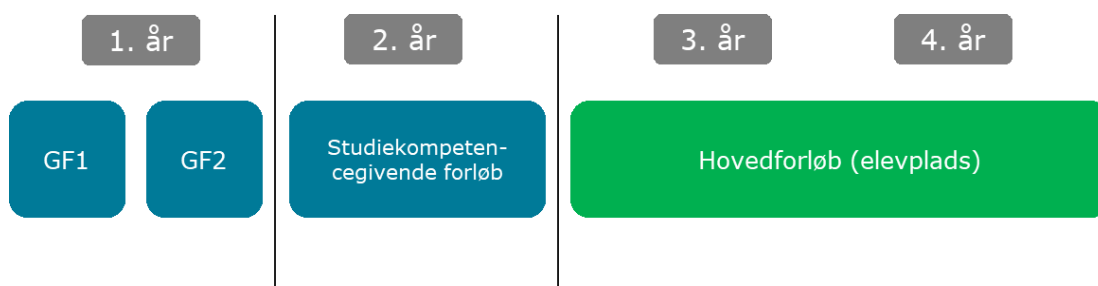 1. år
2. år
3. år
4. år
GF1
GF2
Studiekompeten-
cegivende forløb
Hovedforløb (elevplads)